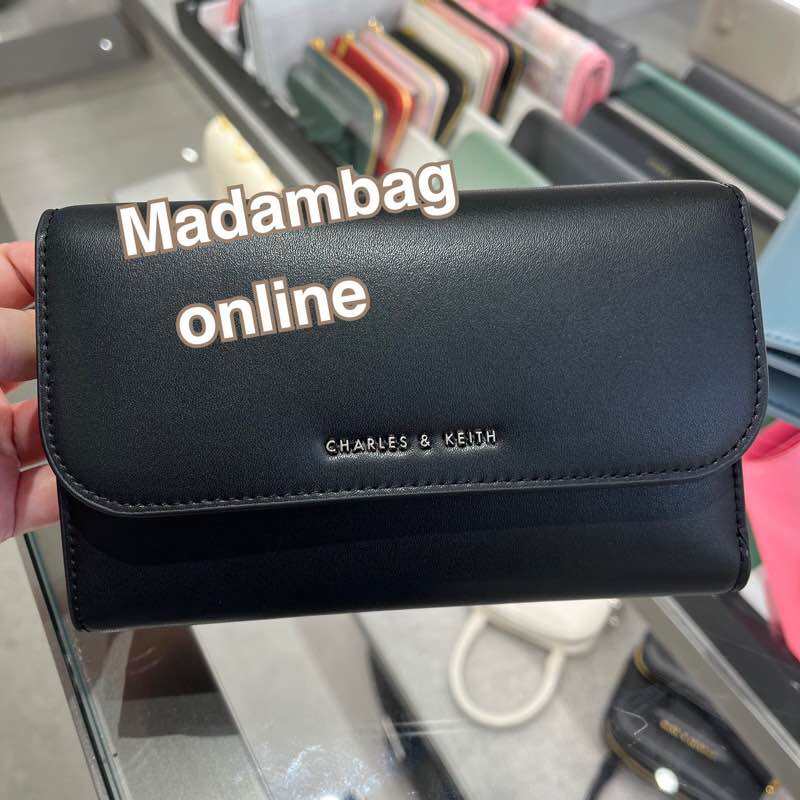 Madambag
online
CHARLES & KEITH